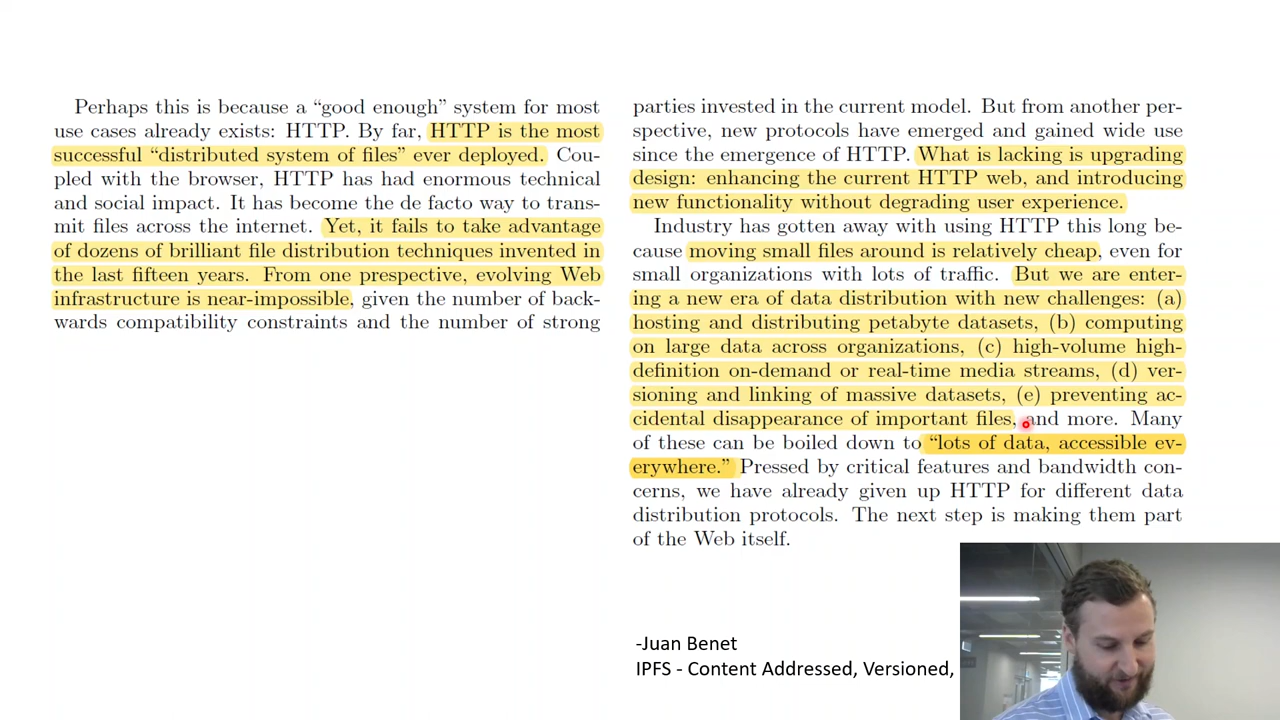 Perhaps this is because a “good enough” system for most
use cases already exists: HTTP. By far, HTTP is the most
successful “distributed system of files” ever deployed. Cou-
pled with the browser, HTTP has had enormous technical
and social impact. It has become the de facto way to trans-
mit files across the internet. Yet, it fails to take advantage
of dozens of brilliant file distribution techniques invented in
the last fifteen years. From one prespective, evolving Web
infrastructure is near-impossible, given the number of back-
wards compatibility constraints and the number of strong
parties invested in the current model. But from another per-
spective, new protocols have emerged and gained wide use
since the emergence of HTTP. What is lacking is upgrading
design: enhancing the current HTTP web, and introducing
new functionality without degrading user experience.
Industry has gotten away with using HTTP this long be-
cause moving small files around is relatively cheap, even for
small organizations with lots of traffic. But we are enter-
ing a new era of data distribution with new challenges: (a)
hosting and distributing petabyte datasets, (b) computing
on large data across organizations, (c) high-volume high-
definition on-demand or real-time media streams, (d) ver-
sioning and linking of massive datasets, (e) preventing ac-
cidental disappearance of important files, and more. Many
of these can be boiled down to “lots of data, accessible ev-
erywhere.” Pressed by critical features and bandwidth con-
cerns, we have already given up HTTP for different data
distribution protocols. The next step is making them part
of the Web itself.
-Juan Benet
IPFS - Content Addressed, Versioned,